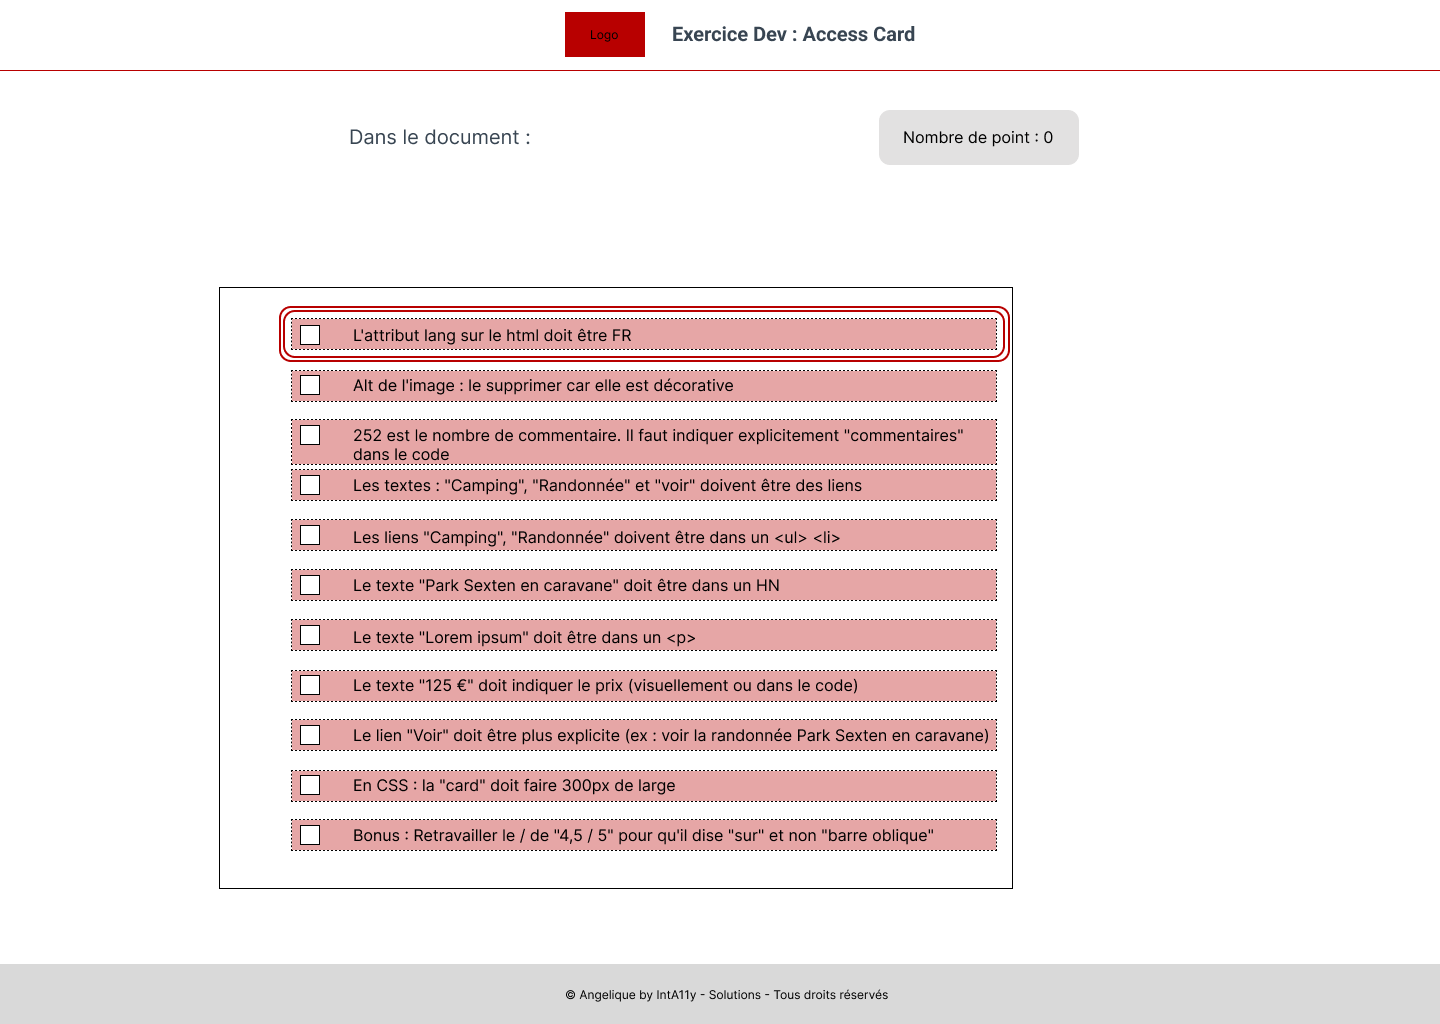 Logo
Exercice Dev : Access Card
Dans le document :
Nombre de point : 0
L'attribut lang sur le html doit être FR
Alt de l'image : le supprimer car elle est décorative
252 est le nombre de commentaire. Il faut indiquer explicitement "commentaires"
dans le code
Les textes : "Camping", "Randonnée" et "voir" doivent être des liens
Les liens "Camping", "Randonnée" doivent être dans un <ul> <li>
Le texte "Park Sexten en caravane" doit être dans un HN
Le texte "Lorem ipsum" doit être dans un <p>
Le texte "125 €" doit indiquer le prix (visuellement ou dans le code)
Le lien "Voir" doit être plus explicite (ex : voir la randonnée Park Sexten en caravane)
En CSS : la "card" doit faire 300px de large
Bonus : Retravailler le / de "4,5 / 5" pour qu'il dise "sur" et non "barre oblique"
© Angelique by IntA11y - Solutions - Tous droits réservés